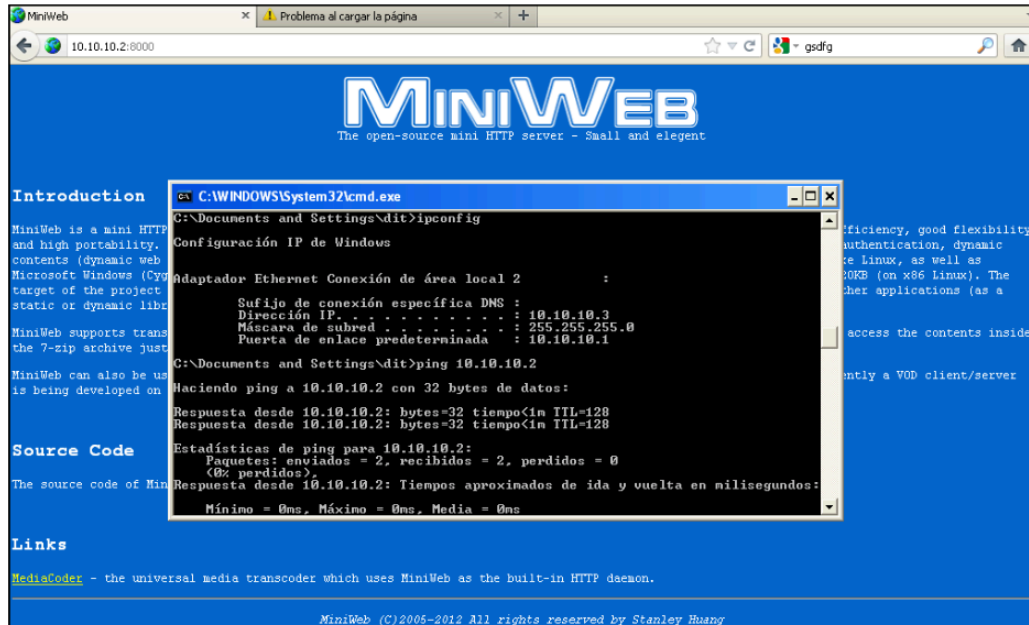 MiniWeb
Problema al cargar la página
10.10.10.2:8000
gsdfg
MINIWEB
The open-source mini HTTP server - Small and elegent
Introduction
MiniWeb is a mini HTTP
fficiency, good flexibility
and high portability.
authentication, dynamic
contents (dynamic web
ke Linux, as well as
Microsoft Windows (Cyg
20KB (on x86 Linux). The
target of the project
ther applications (as a
static or dynamic libr
MiniWeb supports trans
access the contents inside
the 7-zip archive just
MiniWeb can also be us
ently a VOD client/server
is being developed on
Source Code
The source code of Min
C:\WINDOWS\System32\cmd.exe
C:\Documents and Settings\dit>ipconfig
Configuración IP de Windows
Adaptador Ethernet Conexión de área local 2 :
Sufijo de conexión específica DNS :
Dirección IP. . . . . . . . . . . : 10.10.10.3
Máscara de subred . . . . . . . . : 255.255.255.0
Puerta de enlace predeterminada : 10.10.10.1
C:\Documents and Settings\dit>ping 10.10.10.2
Haciendo ping a 10.10.10.2 con 32 bytes de datos:
Respuesta desde 10.10.10.2: bytes=32 tiempo<1m TTL=128
Respuesta desde 10.10.10.2: bytes=32 tiempo<1m TTL=128
Estadísticas de ping para 10.10.10.2:
Paquetes: enviados = 2, recibidos = 2, perdidos = 0
(0% perdidos),
Respuesta desde 10.10.10.2: Tiempos aproximados de ida y vuelta en milisegundos:
Mínimo = 0ms, Máximo = 0ms, Media = 0ms
Links
MediaCoder - the universal media transcoder which uses MiniWeb as the built-in HTTP daemon.
MiniWeb (C)2005-2012 All rights reserved by Stanley Huang